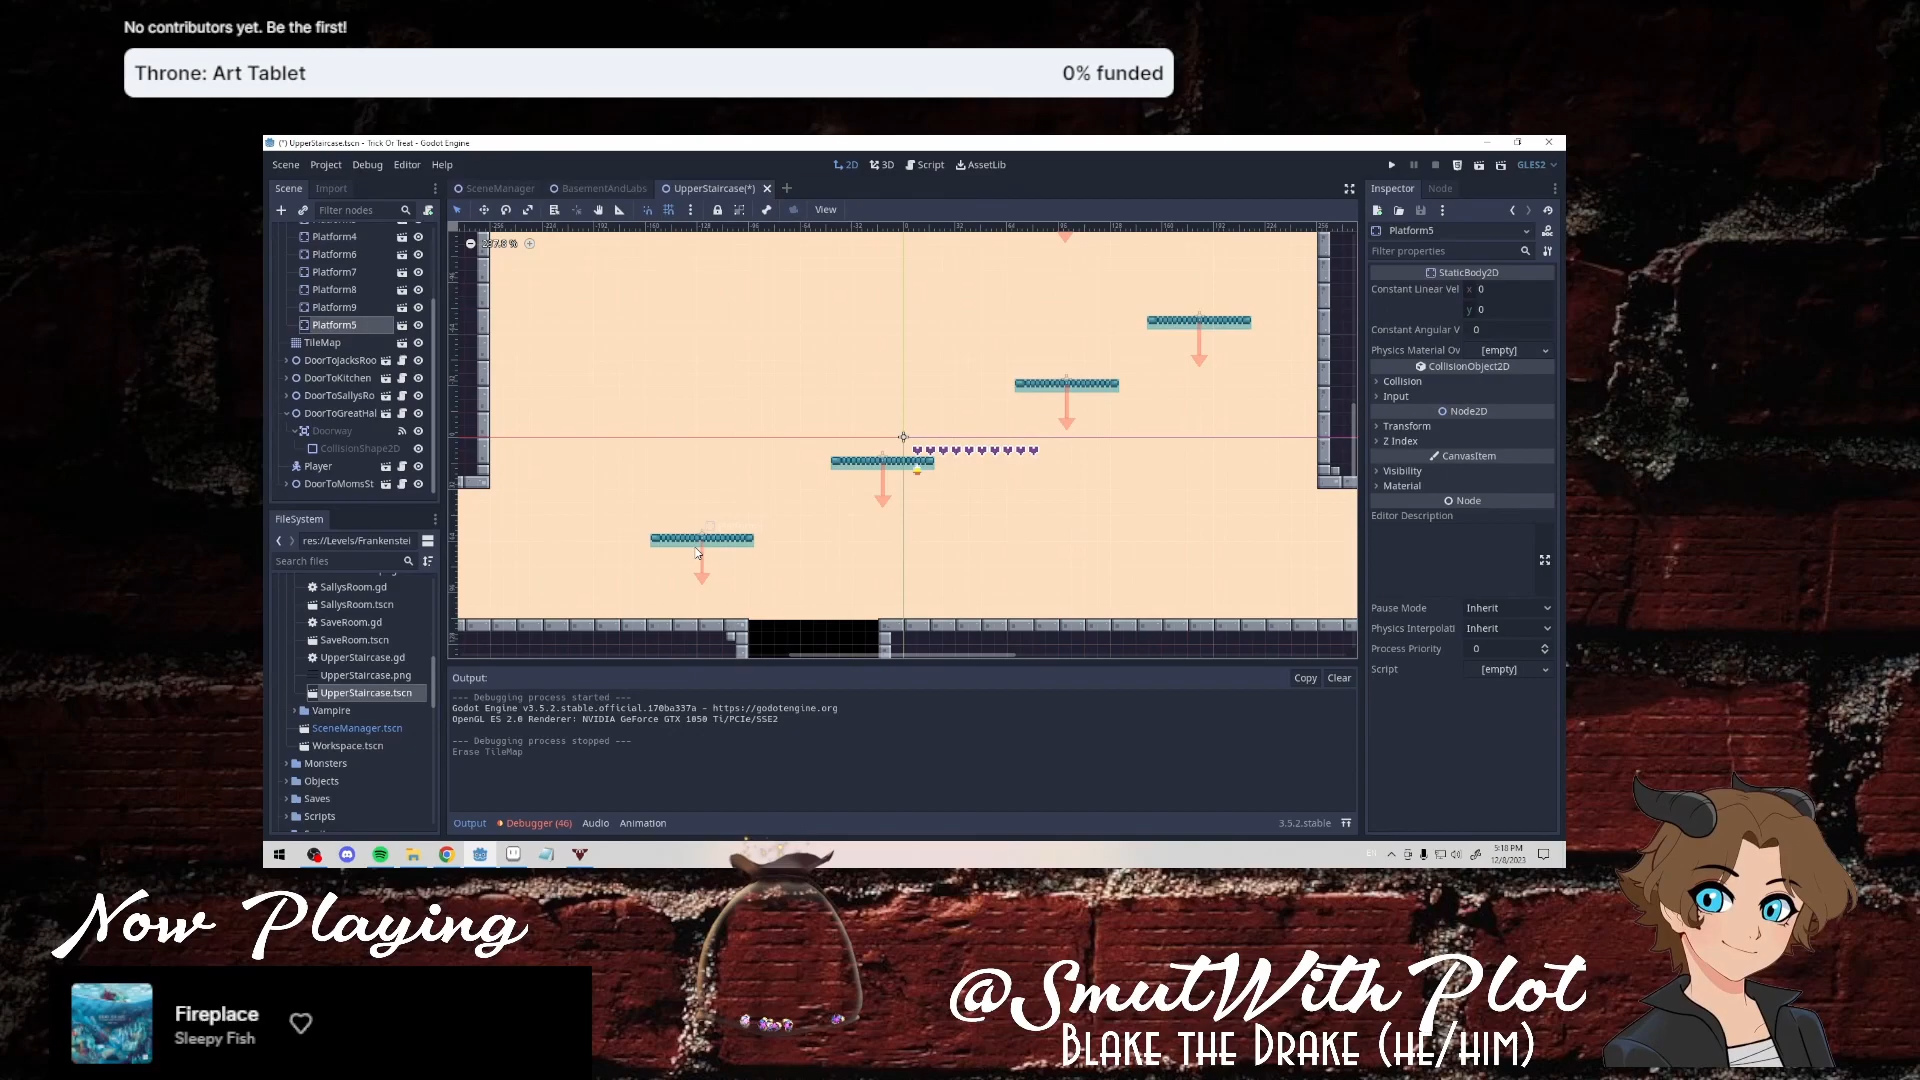 No contributors yet. Be the first!
Throne: Art Tablet
0% funded
(*) UpperStaircase.tscn - Trick Or Treat - Godot Engine
Scene Project Debug Editor Help
2D 3D Script AssetLib
GLES2
Scene Import
SceneManager BasementAndLabs UpperStaircase(*)
Inspector Node
Filter nodes
View
Platform4
Platform6
Platform7
Platform8
Platform9
Platform5
TileMap
DoorToJacksRoo
DoorToKitchen
DoorToSallysRo
DoorToGreatHal
Doorway
CollisionShape2D
Player
DoorToMomsSt
FileSystem
res://Levels/Frankenstei
Search files
SallysRoom.gd
SallysRoom.tscn
SaveRoom.gd
SaveRoom.tscn
UpperStaircase.gd
UpperStaircase.png
UpperStaircase.tscn
Vampire
SceneManager.tscn
Workspace.tscn
Monsters
Objects
Saves
Scripts
Output:
Copy Clear
--- Debugging process started ---
Godot Engine v3.5.2.stable.official.170ba337a - https://godotengine.org
OpenGL ES 2.0 Renderer: NVIDIA GeForce GTX 1050 Ti/PCIe/SSE2
--- Debugging process stopped ---
Erase TileMap
Output Debugger (46) Audio Animation
3.5.2.stable
Platform5
Filter properties
StaticBody2D
Constant Linear Vel x 0
y 0
Constant Angular V 0
Physics Material Ov [empty]
CollisionObject2D
Collision
Input
Node2D
Transform
Z Index
CanvasItem
Visibility
Material
Node
Editor Description
Pause Mode Inherit
Physics Interpolati Inherit
Process Priority 0
Script [empty]
5:18 PM
12/8/2023
Now Playing
Fireplace
Sleepy Fish
@SmutWithPlot
Blake the Drake (he/him)